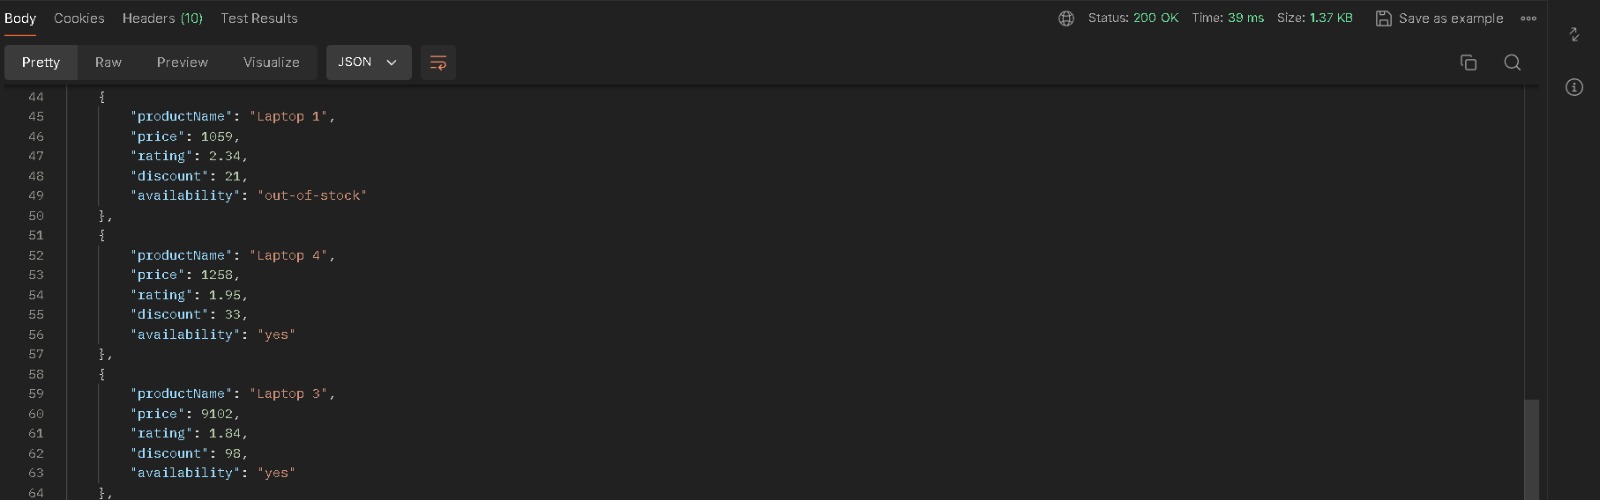 Body Cookies Headers (10) Test Results Status: 200 OK Time: 39 ms Size: 1.37 KB Save as example
Pretty Raw Preview Visualize JSON
44 {
45 "productName": "Laptop 1",
46 "price": 1059,
47 "rating": 2.34,
48 "discount": 21,
49 "availability": "out-of-stock"
50 },
51 {
52 "productName": "Laptop 4",
53 "price": 1258,
54 "rating": 1.95,
55 "discount": 33,
56 "availability": "yes"
57 },
58 {
59 "productName": "Laptop 3",
60 "price": 9102,
61 "rating": 1.84,
62 "discount": 98,
63 "availability": "yes"
64 },